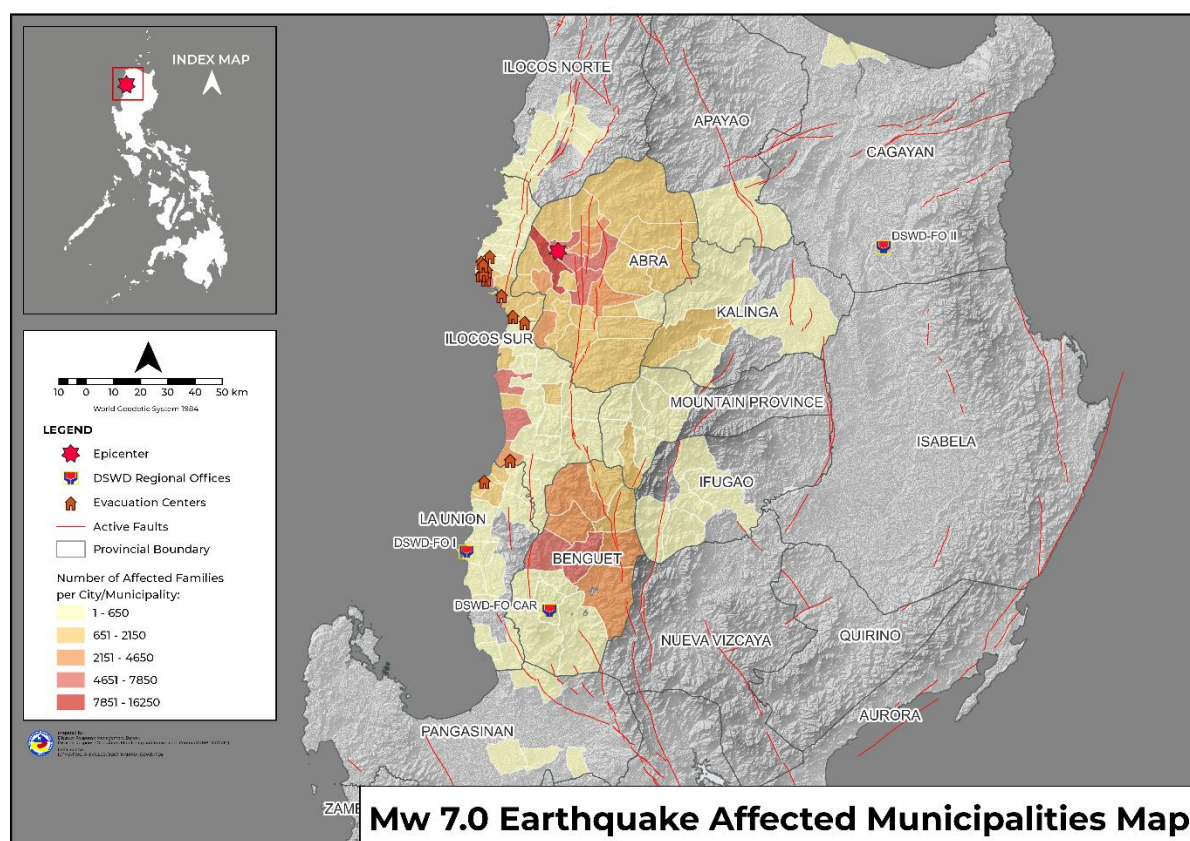 INDEX MAP
10 0 10 20 30 40 50 km
World Geodetic System 1984
LEGEND
Epicenter
DSWD Regional Offices
Evacuation Centers
Active Faults
Provincial Boundary
Number of Affected Families
per City/Municipality:
1 - 650
651 - 2150
2151 - 4650
4651 - 7850
7851 - 16250
ILOCOS NORTE
APAYAO
CAGAYAN
DSWD-FO II
ABRA
KALINGA
ILOCOS SUR
MOUNTAIN PROVINCE
ISABELA
IFUGAO
LA UNION
DSWD-FO I
BENGUET
DSWD-FO CAR
NUEVA VIZCAYA
QUIRINO
AURORA
PANGASINAN
ZAMB
Mw 7.0 Earthquake Affected Municipalities Map